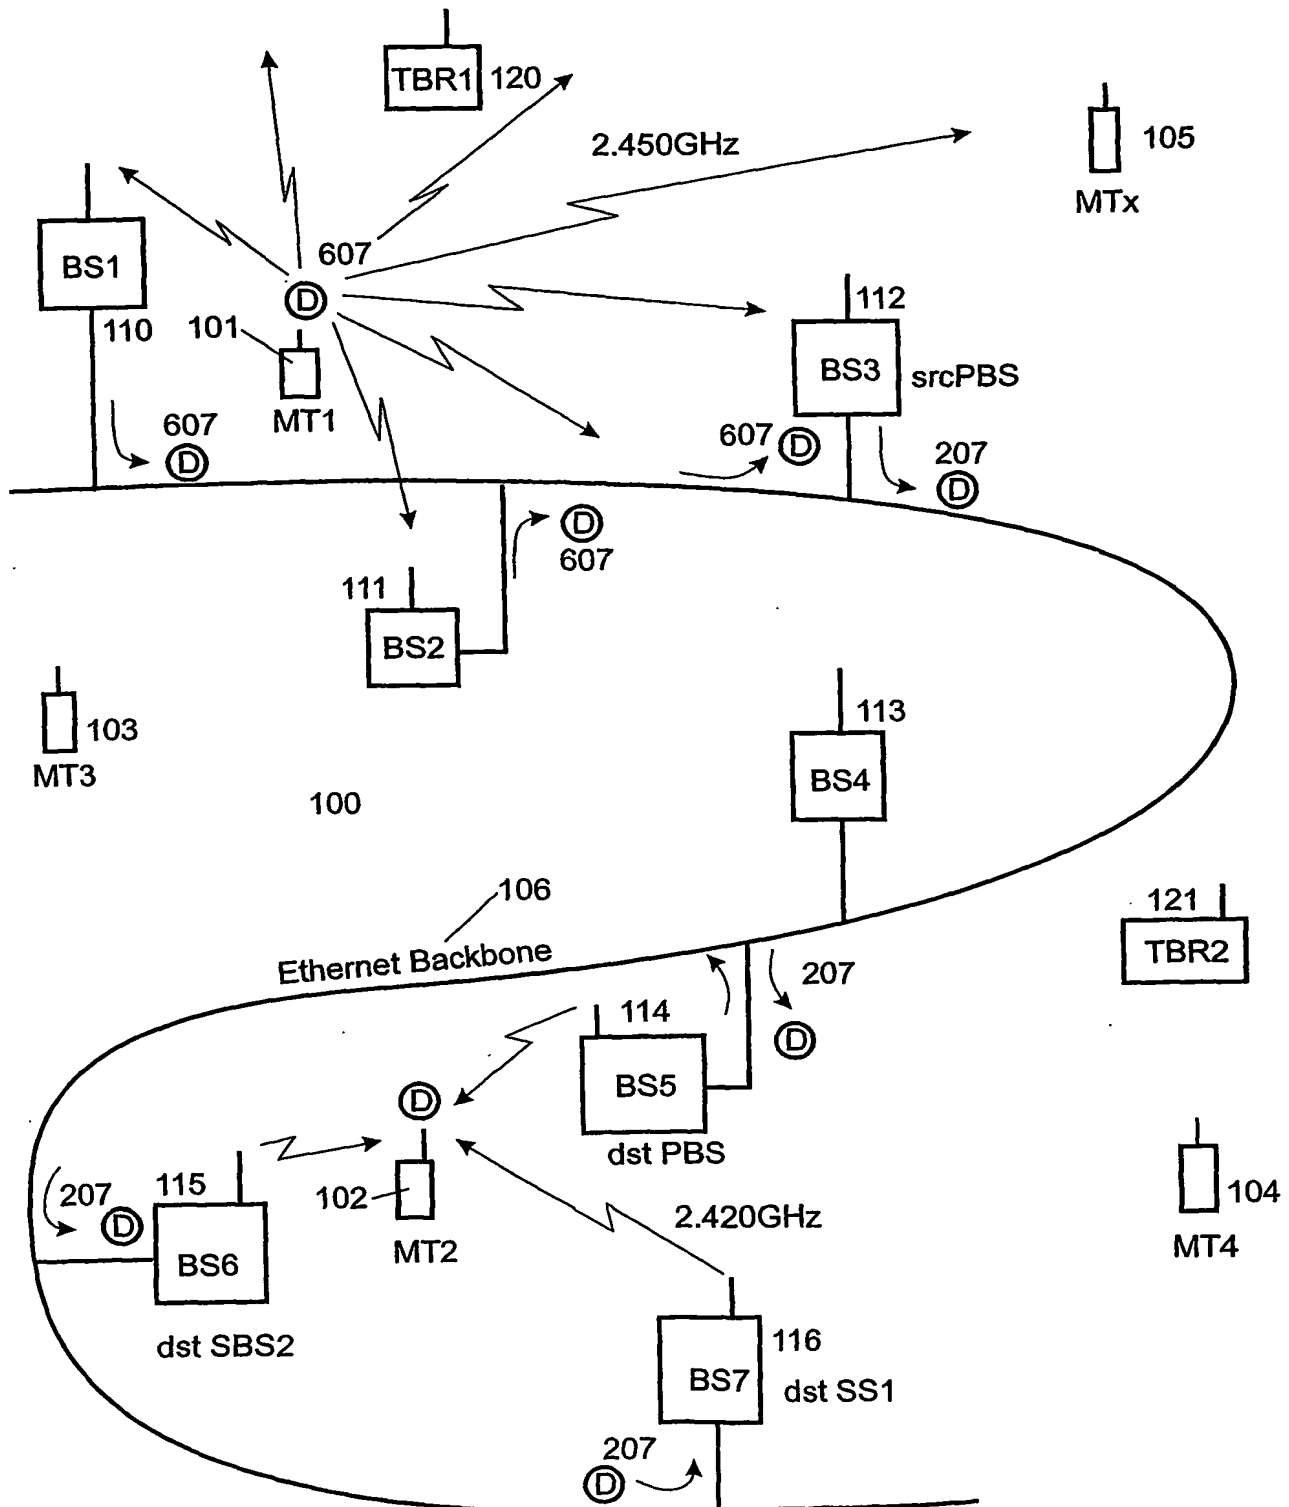 TBR1 120
2.450GHz
105
MTx
BS1
607
D
110
101
MT1
112
BS3
srcPBS
607
D
607
D
207
D
D
607
111
BS2
103
MT3
113
BS4
100
106
Ethernet Backbone
121
TBR2
207
D
114
BS5
dst PBS
D
102
MT2
207
D
115
BS6
dst SBS2
2.420GHz
104
MT4
116
BS7
dst SS1
207
D